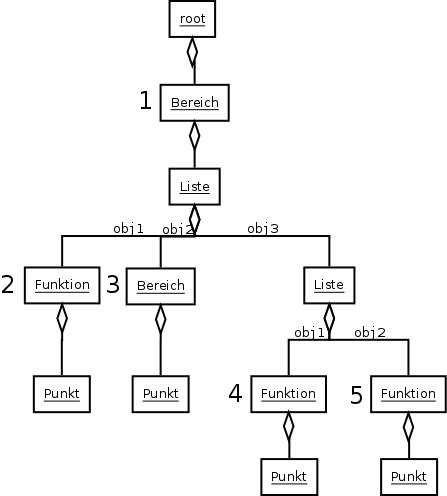 root
1 Bereich
Liste
obj1 obj2 obj3
2 Funktion 3 Bereich Liste
obj1 obj2
Punkt Punkt 4 Funktion 5 Funktion
Punkt Punkt